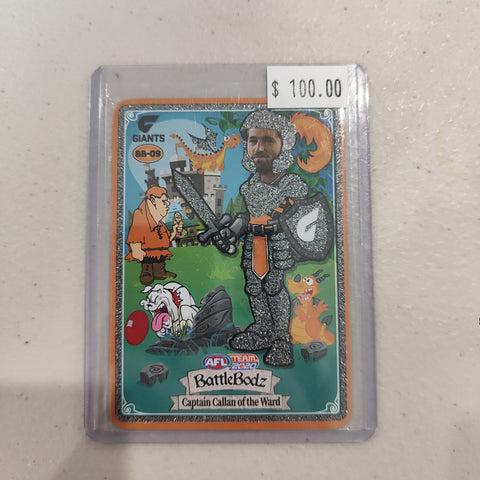 $ 100.00
GIANTS
BB-09
AFL TEAM
2020
BattleBodz
Captain Callan of the Ward